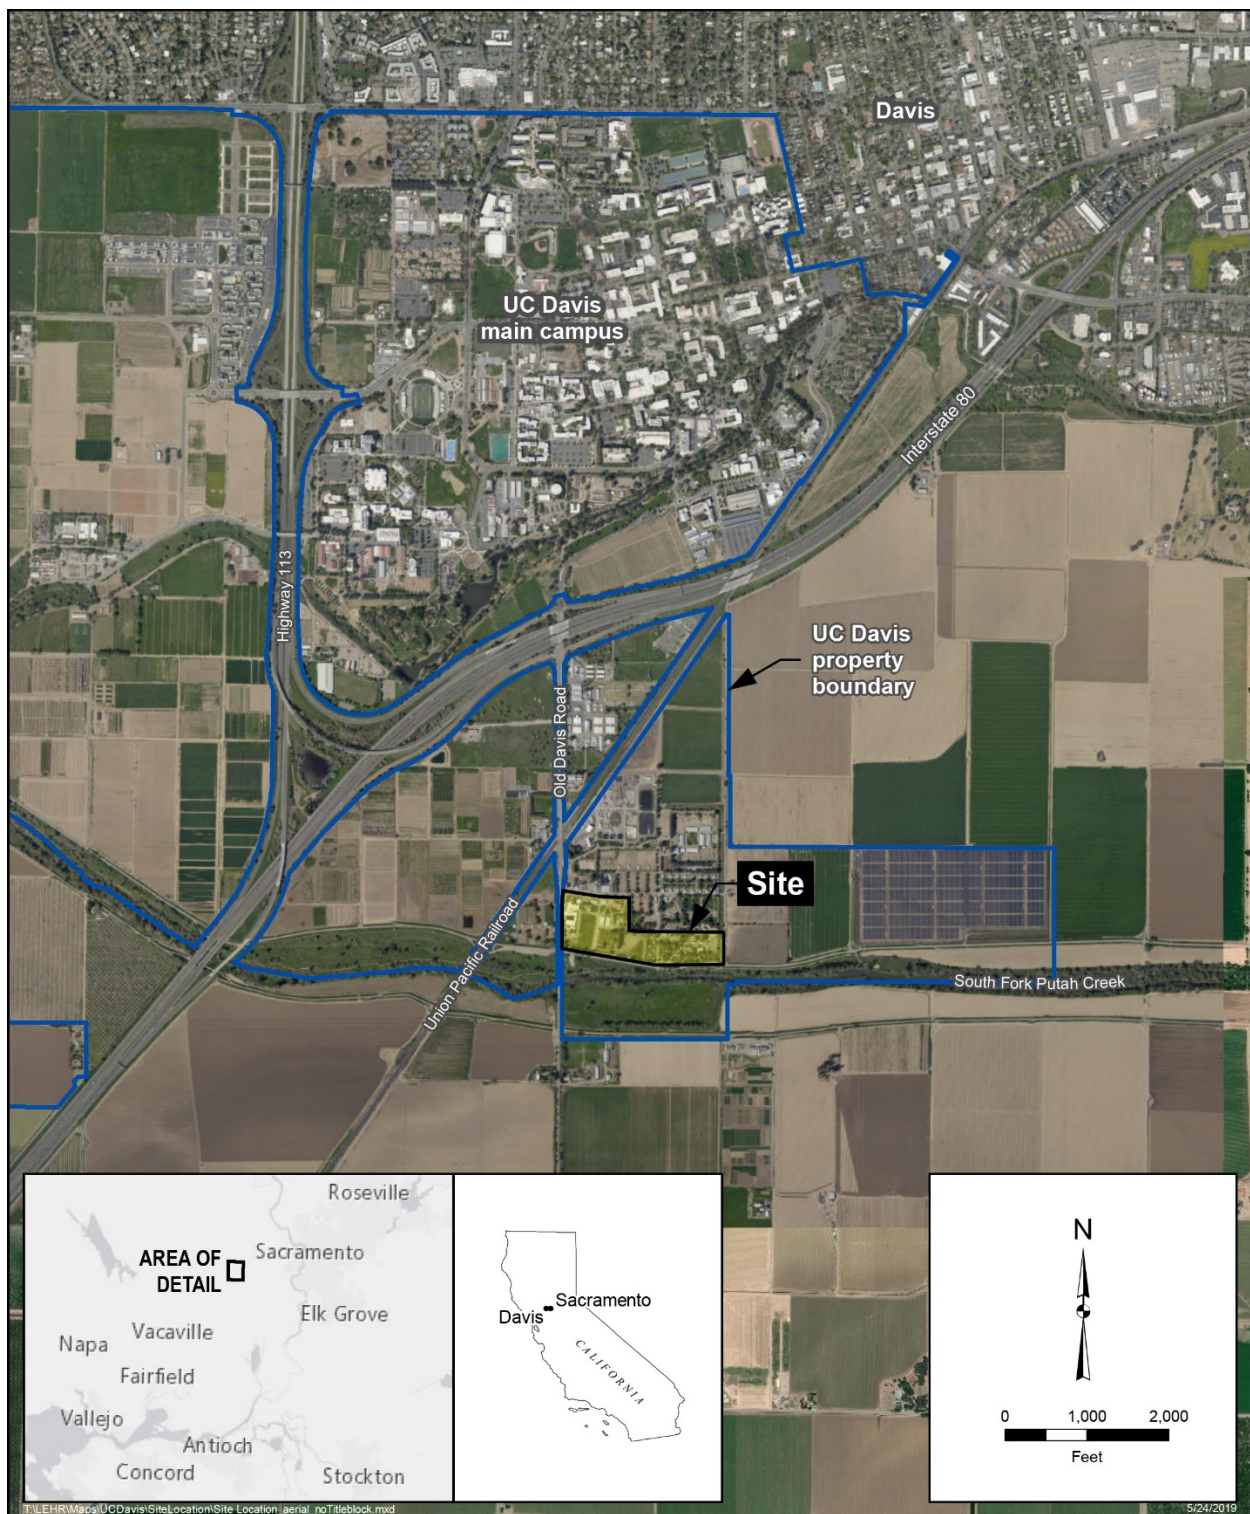 Davis
UC Davis
main campus
Interstate 80
Highway 113
UC Davis
property
boundary
Old Davis Road
Site
Union Pacific Railroad
South Fork Putah Creek
Roseville
AREA OF
DETAIL
Sacramento
Elk Grove
Vacaville
Napa
Fairfield
Vallejo
Antioch
Concord
Stockton
Sacramento
Davis
CALIFORNIA
N
0 1,000 2,000
Feet
T:\LEHR\Maps\UCDavis\SiteLocation\Site Location_aerial_noTitleblock.mxd
5/24/2019